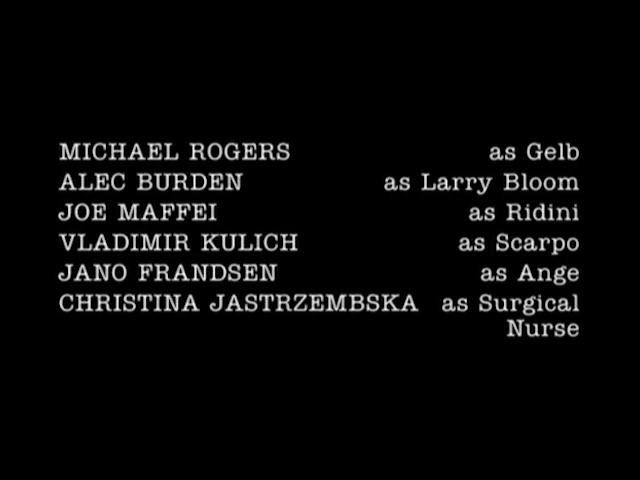 MICHAEL ROGERS as Gelb
ALEC BURDEN as Larry Bloom
JOE MAFFEI as Ridini
VLADIMIR KULICH as Scarpo
JANO FRANDSEN as Ange
CHRISTINA JASTRZEMBSKA as Surgical
Nurse